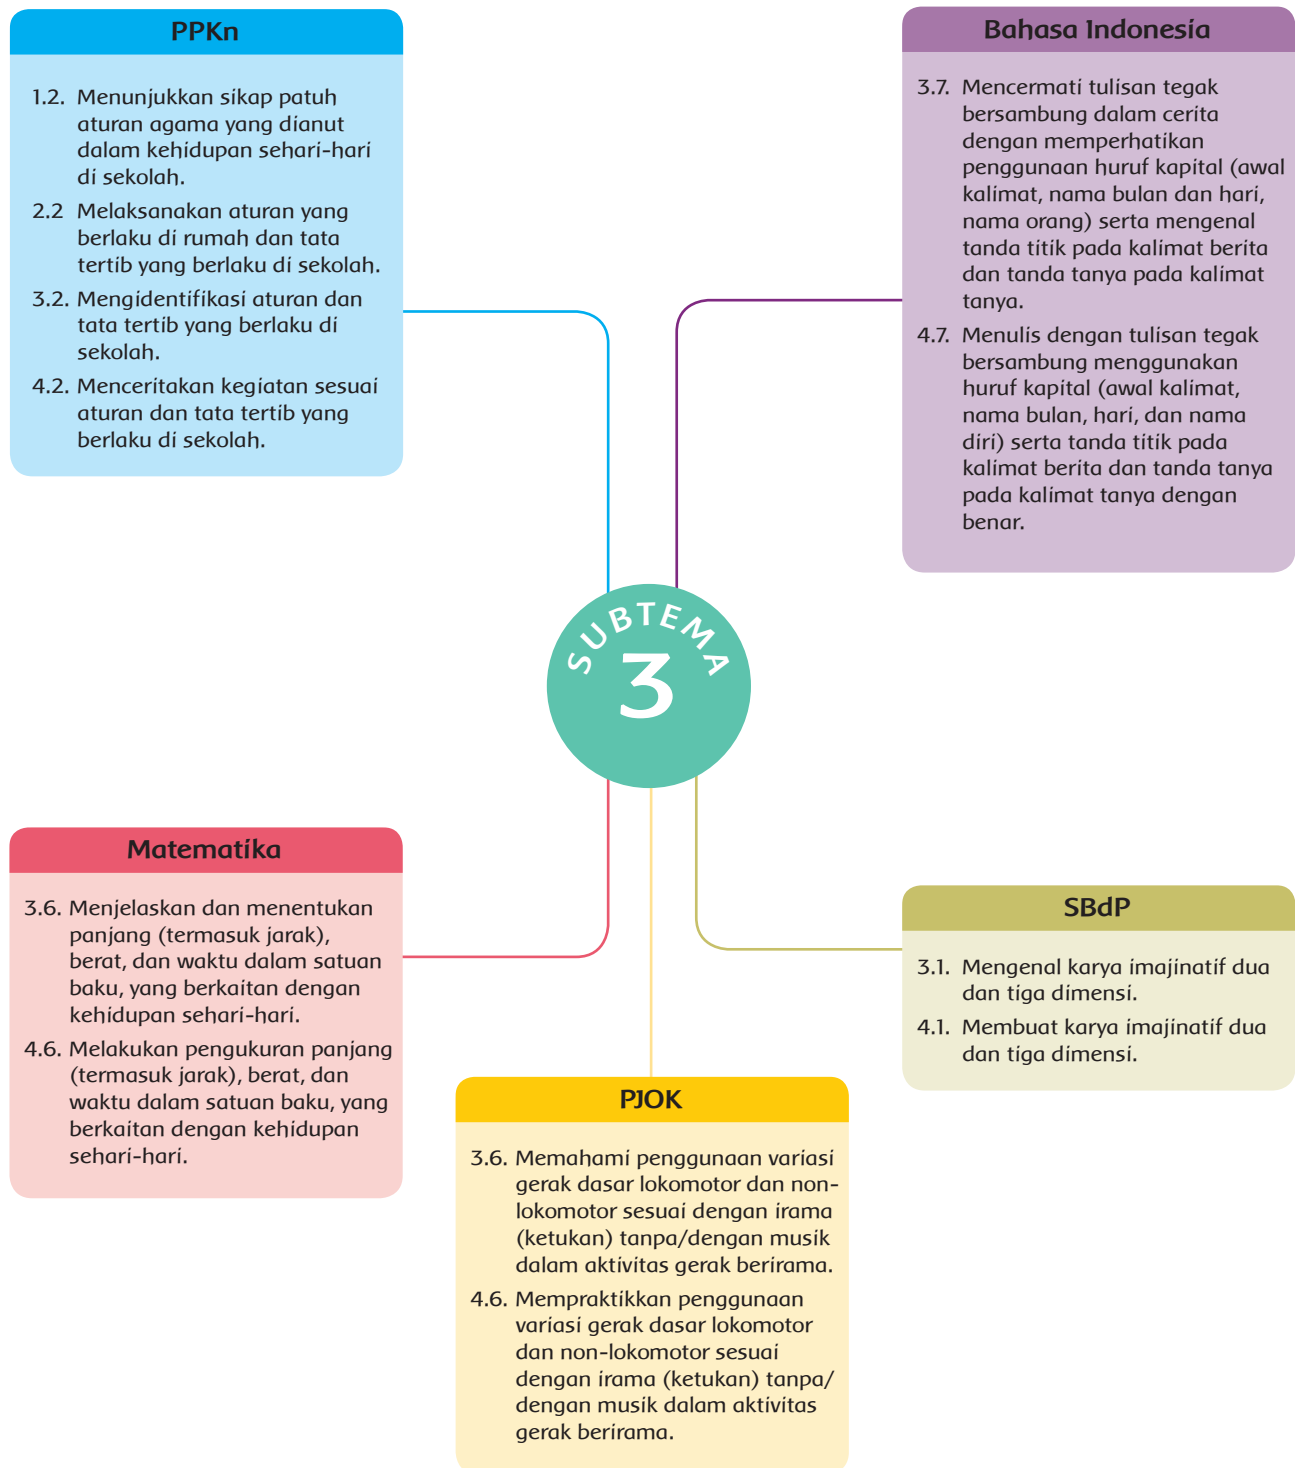 PPKn
1.2. Menunjukkan sikap patuh
aturan agama yang dianut
dalam kehidupan sehari-hari
di sekolah.
2.2 Melaksanakan aturan yang
berlaku di rumah dan tata
tertib yang berlaku di sekolah.
3.2. Mengidentifikasi aturan dan
tata tertib yang berlaku di
sekolah.
4.2. Menceritakan kegiatan sesuai
aturan dan tata tertib yang
berlaku di sekolah.
Bahasa Indonesia
3.7. Mencermati tulisan tegak
bersambung dalam cerita
dengan memperhatikan
penggunaan huruf kapital (awal
kalimat, nama bulan dan hari,
nama orang) serta mengenal
tanda titik pada kalimat berita
dan tanda tanya pada kalimat
tanya.
4.7. Menulis dengan tulisan tegak
bersambung menggunakan
huruf kapital (awal kalimat,
nama bulan, hari, dan nama
diri) serta tanda titik pada
kalimat berita dan tanda tanya
pada kalimat tanya dengan
benar.
SUBTEMA
3
Matematika
3.6. Menjelaskan dan menentukan
panjang (termasuk jarak),
berat, dan waktu dalam satuan
baku, yang berkaitan dengan
kehidupan sehari-hari.
4.6. Melakukan pengukuran panjang
(termasuk jarak), berat, dan
waktu dalam satuan baku, yang
berkaitan dengan kehidupan
sehari-hari.
SBdP
3.1. Mengenal karya imajinatif dua
dan tiga dimensi.
4.1. Membuat karya imajinatif dua
dan tiga dimensi.
PJOK
3.6. Memahami penggunaan variasi
gerak dasar lokomotor dan non-
lokomotor sesuai dengan irama
(ketukan) tanpa/dengan musik
dalam aktivitas gerak berirama.
4.6. Mempraktikkan penggunaan
variasi gerak dasar lokomotor
dan non-lokomotor sesuai
dengan irama (ketukan) tanpa/
dengan musik dalam aktivitas
gerak berirama.